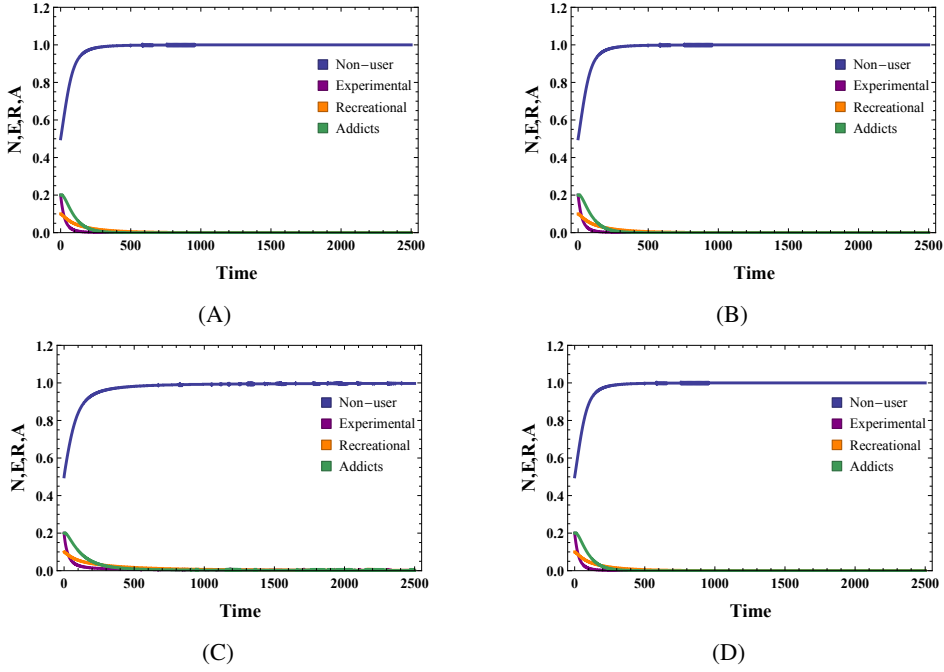 1.2
1.0
0.8
0.6
0.4
0.2
0.0
N,E,R,A
Non−user
Experimental
Recreational
Addicts
0 500 1000 1500 2000 2500
Time
(A)
1.2
1.0
0.8
0.6
0.4
0.2
0.0
N,E,R,A
Non−user
Experimental
Recreational
Addicts
0 500 1000 1500 2000 2500
Time
(B)
1.2
1.0
0.8
0.6
0.4
0.2
0.0
N,E,R,A
Non−user
Experimental
Recreational
Addicts
0 500 1000 1500 2000 2500
Time
(C)
1.2
1.0
0.8
0.6
0.4
0.2
0.0
N,E,R,A
Non−user
Experimental
Recreational
Addicts
0 500 1000 1500 2000 2500
Time
(D)